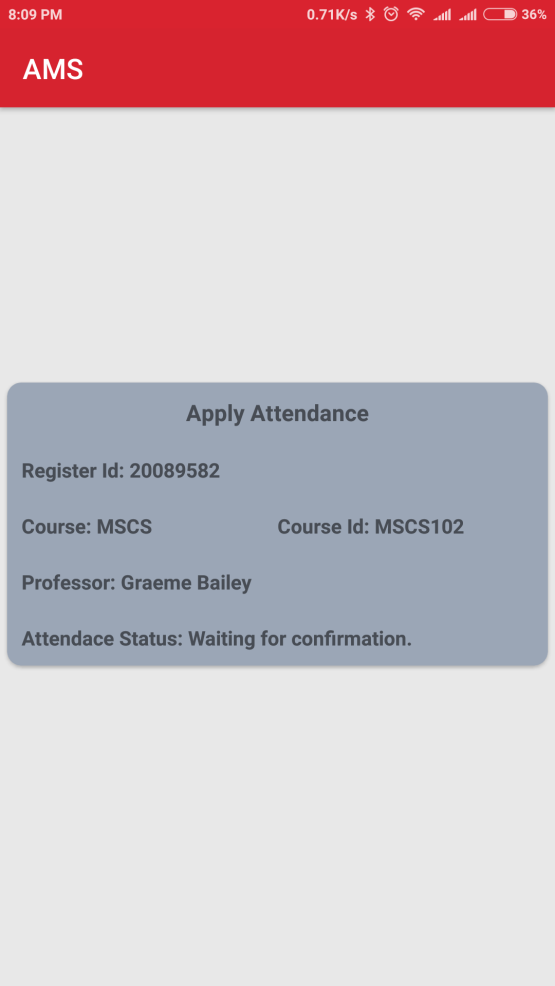 8:09 PM 0.71K/s 36%
AMS
Apply Attendance
Register Id: 20089582
Course: MSCS Course Id: MSCS102
Professor: Graeme Bailey
Attendace Status: Waiting for confirmation.